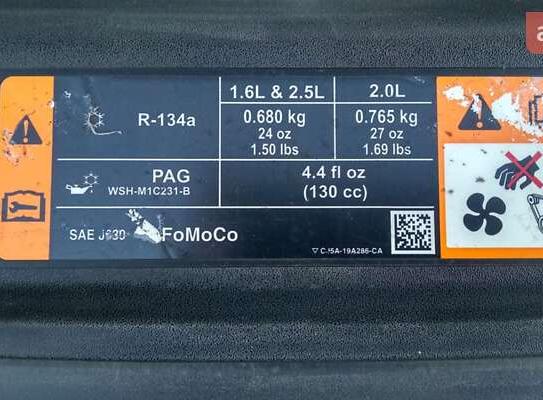 1.6L & 2.5L 2.0L
R-134a 0.680 kg 0.765 kg
24 oz 27 oz
1.50 lbs 1.69 lbs
PAG 4.4 fl oz
WSH-M1C231-B (130 cc)
SAE FoMoCo